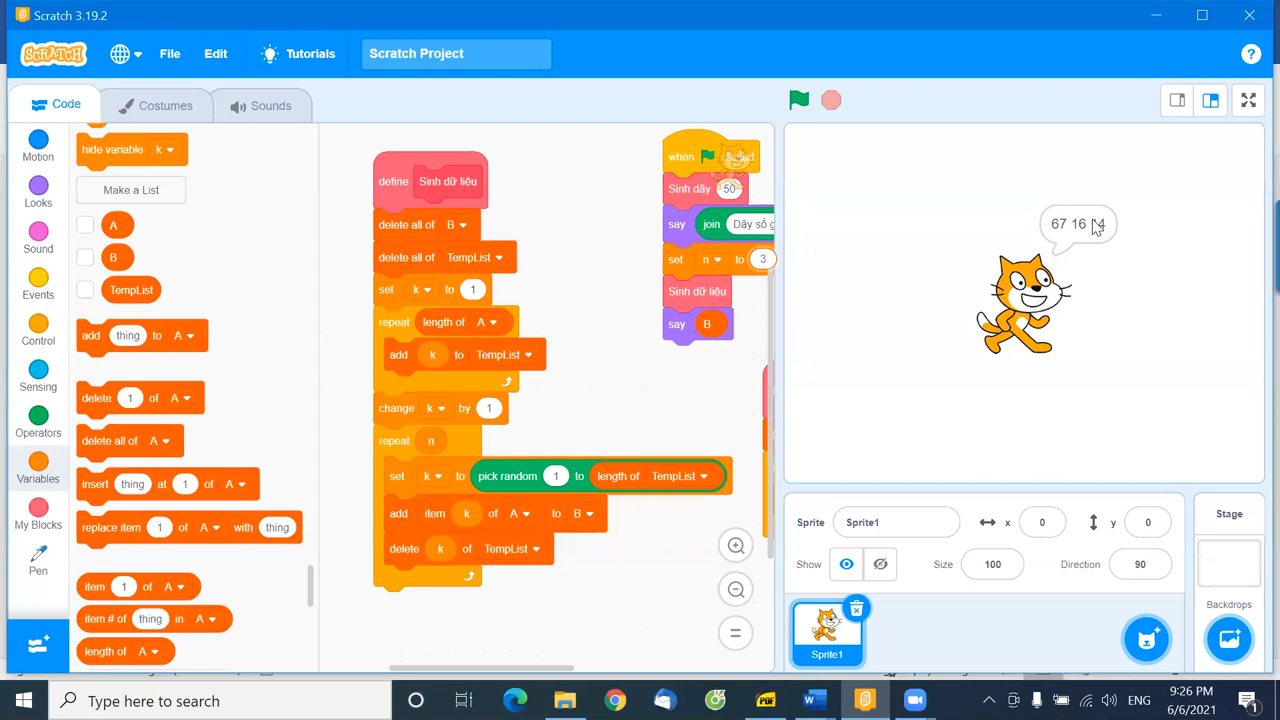 Scratch 3.19.2
SCRATCH
File
Edit
Tutorials
Scratch Project
?
Code
Costumes
Sounds
Motion
Looks
Sound
Events
Control
Sensing
Operators
Variables
My Blocks
Pen
hide variable k
Make a List
A
B
TempList
add thing to A
delete 1 of A
delete all of A
insert thing at 1 of A
replace item 1 of A with thing
item 1 of A
item # of thing in A
length of A
define Sinh dữ liệu
delete all of B
delete all of TempList
set k to 1
repeat length of A
add k to TempList
change k by 1
repeat n
set k to pick random 1 to length of TempList
add item k of A to B
delete k of TempList
when
Sinh dãy 50
say join Dãy số
set n to 3
Sinh dữ liệu
say B
67 16
Sprite
Sprite1
x 0
y 0
Show
Size 100
Direction 90
Sprite1
Stage
Backdrops
Type here to search
PDF
ENG
9:26 PM
6/6/2021
1